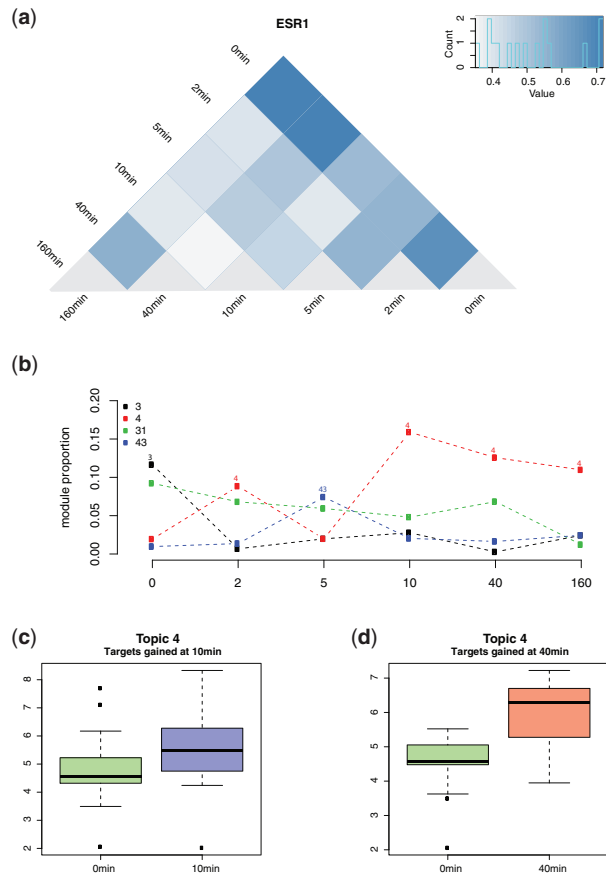 (a)
ESR1
0min
2min
5min
10min
40min
160min
160min
40min
10min
5min
2min
0min
Count
0 1 2
0.4 0.5 0.6 0.7
Value
(b)
module proportion
0.20
0.15
0.10
0.05
0.00
3
4
31
43
3
4
43
4
4
4
0 2 5 10 40 160
(c)
Topic 4
Targets gained at 10min
8
7
6
5
4
3
2
0min 10min
(d)
Topic 4
Targets gained at 40min
7
6
5
4
3
2
0min 40min